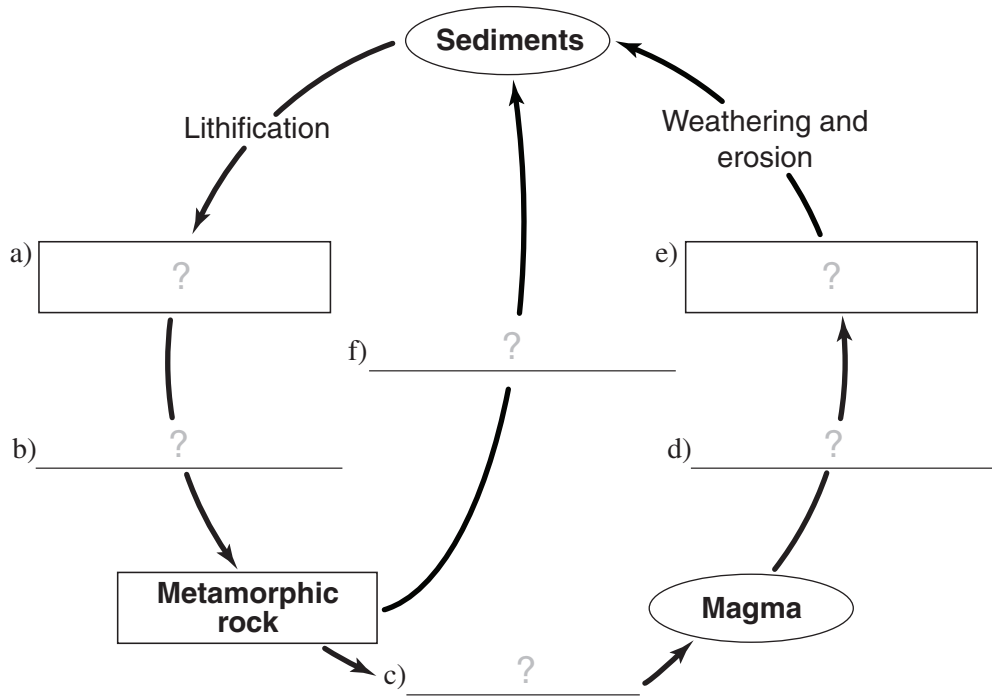 Sediments
Lithification
Weathering and
erosion
a)
?
e)
?
f)
?
b)
?
d)
?
Metamorphic
rock
Magma
c)
?